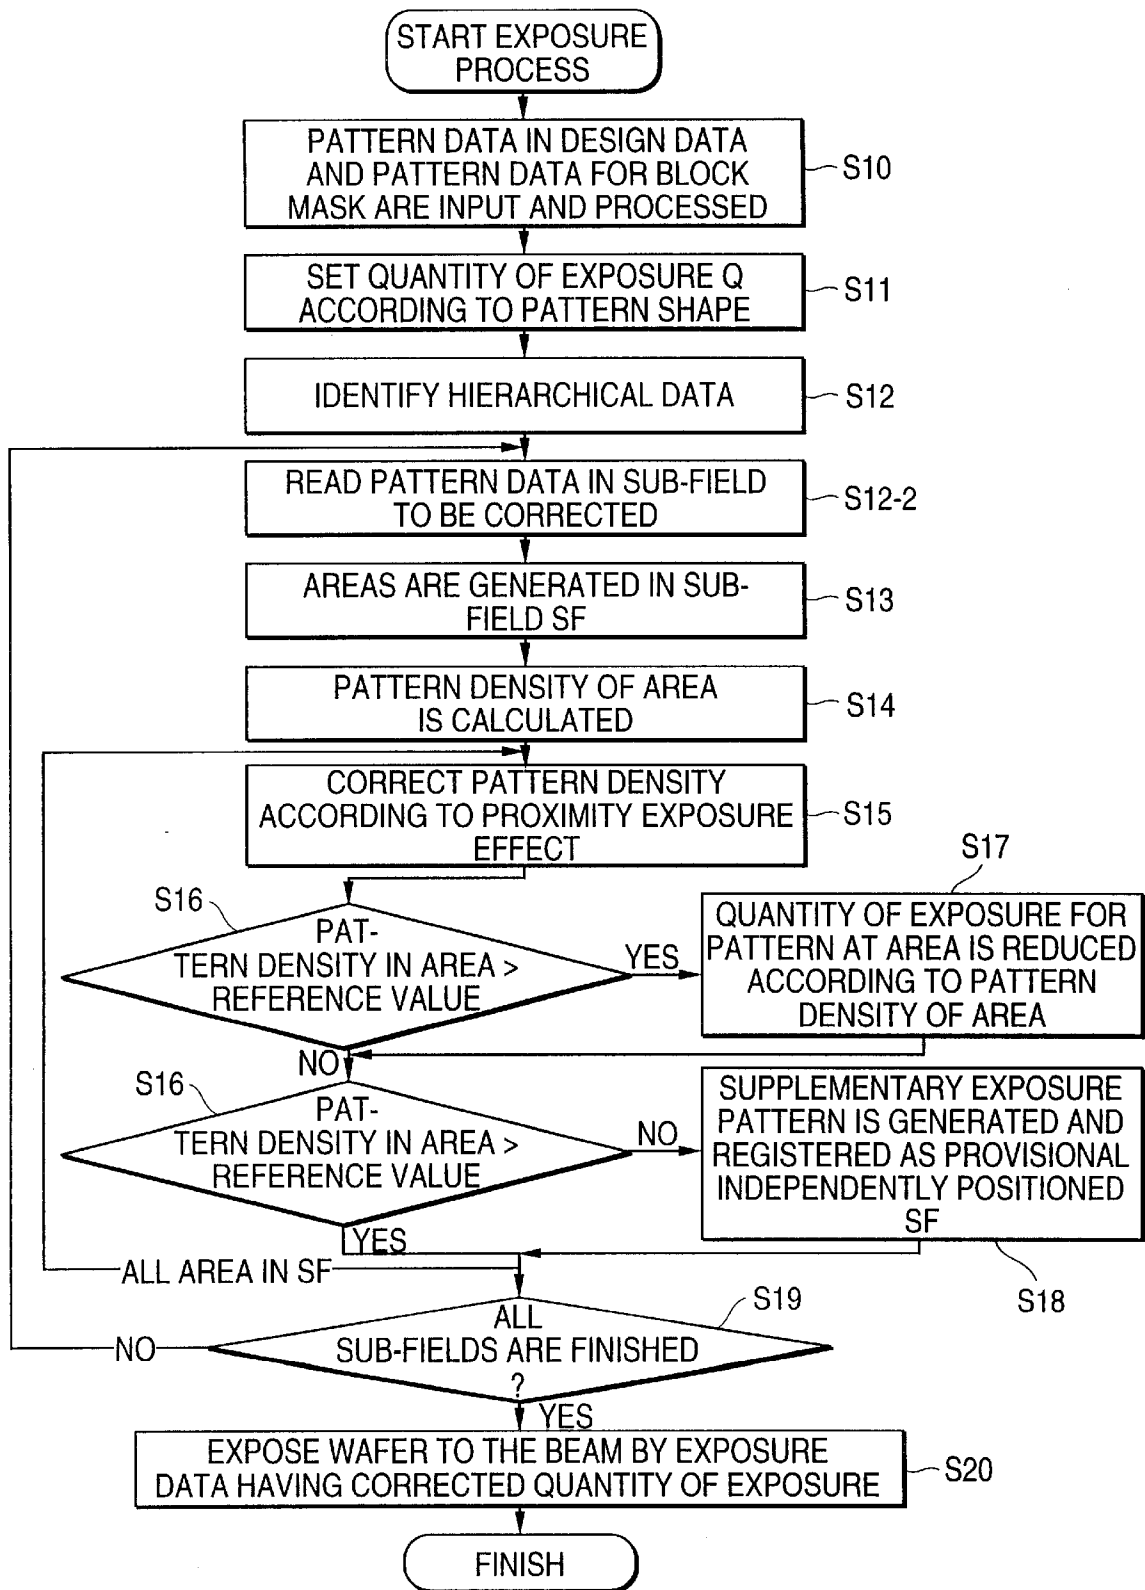 START EXPOSURE
PROCESS
PATTERN DATA IN DESIGN DATA
AND PATTERN DATA FOR BLOCK
MASK ARE INPUT AND PROCESSED
S10
SET QUANTITY OF EXPOSURE Q
ACCORDING TO PATTERN SHAPE
S11
IDENTIFY HIERARCHICAL DATA
S12
READ PATTERN DATA IN SUB-FIELD
TO BE CORRECTED
S12-2
AREAS ARE GENERATED IN SUB-
FIELD SF
S13
PATTERN DENSITY OF AREA
IS CALCULATED
S14
CORRECT PATTERN DENSITY
ACCORDING TO PROXIMITY EXPOSURE
EFFECT
S15
S16
PAT-
TERN DENSITY IN AREA >
REFERENCE VALUE
YES
S17
QUANTITY OF EXPOSURE FOR
PATTERN AT AREA IS REDUCED
ACCORDING TO PATTERN
DENSITY OF AREA
NO
S16
PAT-
TERN DENSITY IN AREA >
REFERENCE VALUE
NO
SUPPLEMENTARY EXPOSURE
PATTERN IS GENERATED AND
REGISTERED AS PROVISIONAL
INDEPENDENTLY POSITIONED
SF
S18
YES
ALL AREA IN SF
S19
ALL
SUB-FIELDS ARE FINISHED
?
NO
YES
EXPOSE WAFER TO THE BEAM BY EXPOSURE
DATA HAVING CORRECTED QUANTITY OF EXPOSURE
S20
FINISH